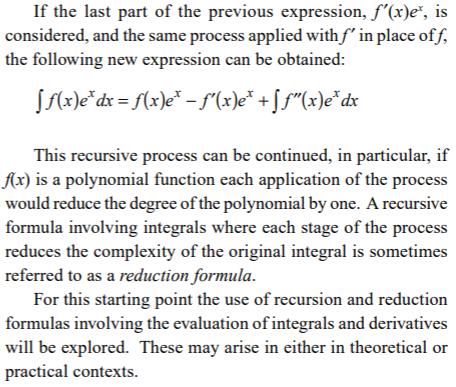 If the last part of the previous expression, f′(x)eˣ, is
considered, and the same process applied with f′ in place of f,
the following new expression can be obtained:
∫ f(x)eˣ dx = f(x)eˣ – f′(x)eˣ + ∫ f″(x)eˣ dx
This recursive process can be continued, in particular, if
f(x) is a polynomial function each application of the process
would reduce the degree of the polynomial by one. A recursive
formula involving integrals where each stage of the process
reduces the complexity of the original integral is sometimes
referred to as a reduction formula.
For this starting point the use of recursion and reduction
formulas involving the evaluation of integrals and derivatives
will be explored. These may arise in either in theoretical or
practical contexts.